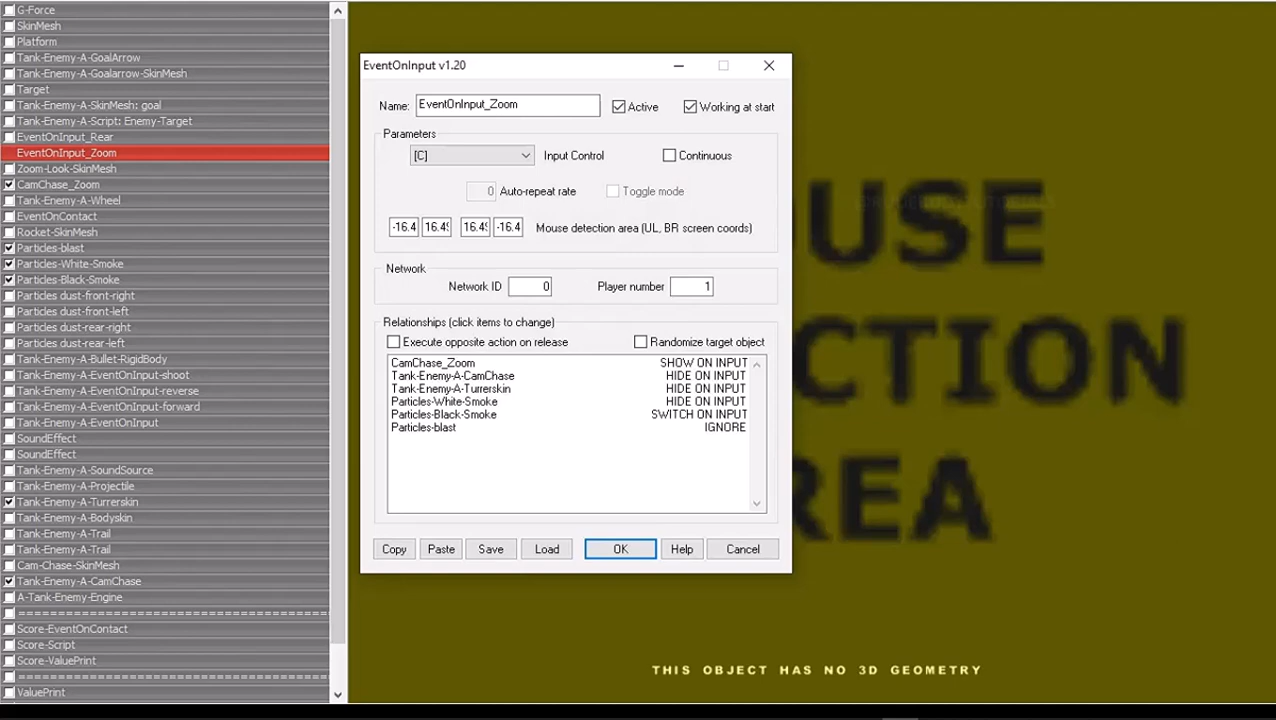 G-Force
SkinMesh
Platform
Tank-Enemy-A-GoalArrow
Tank-Enemy-A-Goalarrow-SkinMesh
Target
Tank-Enemy-A-SkinMesh: goal
Tank-Enemy-A-Script: Enemy-Target
EventOnInput_Rear
EventOnInput_Zoom
Zoom-Look-SkinMesh
CamChase_Zoom
Tank-Enemy-A-Wheel
EventOnContact
Rocket-SkinMesh
Particles-blast
Particles-White-Smoke
Particles-Black-Smoke
Particles dust-front-right
Particles dust-front-left
Particles dust-rear-right
Particles dust-rear-left
Tank-Enemy-A-Bullet-RigidBody
Tank-Enemy-A-EventOnInput-shoot
Tank-Enemy-A-EventOnInput-reverse
Tank-Enemy-A-EventOnInput-forward
Tank-Enemy-A-EventOnInput
SoundEffect
SoundEffect
Tank-Enemy-A-SoundSource
Tank-Enemy-A-Projectile
Tank-Enemy-A-Turrerskin
Tank-Enemy-A-Bodyskin
Tank-Enemy-A-Trail
Tank-Enemy-A-Trail
Cam-Chase-SkinMesh
Tank-Enemy-A-CamChase
A-Tank-Enemy-Engine
Score-EventOnContact
Score-Script
Score-ValuePrint
ValuePrint
EventOnInput v1.20
Name: EventOnInput_Zoom Active Working at start
Parameters
[C] Input Control Continuous
0 Auto-repeat rate Toggle mode
-16.4 16.4 16.4 -16.4 Mouse detection area (UL, BR screen coords)
Network
Network ID 0 Player number 1
Relationships (click items to change)
Execute opposite action on release Randomize target object
CamChase_Zoom SHOW ON INPUT
Tank-Enemy-A-CamChase HIDE ON INPUT
Tank-Enemy-A-Turrerskin HIDE ON INPUT
Particles-White-Smoke HIDE ON INPUT
Particles-Black-Smoke SWITCH ON INPUT
Particles-blast IGNORE
Copy Paste Save Load OK Help Cancel
USE
CTION
REA
THIS OBJECT HAS NO 3D GEOMETRY